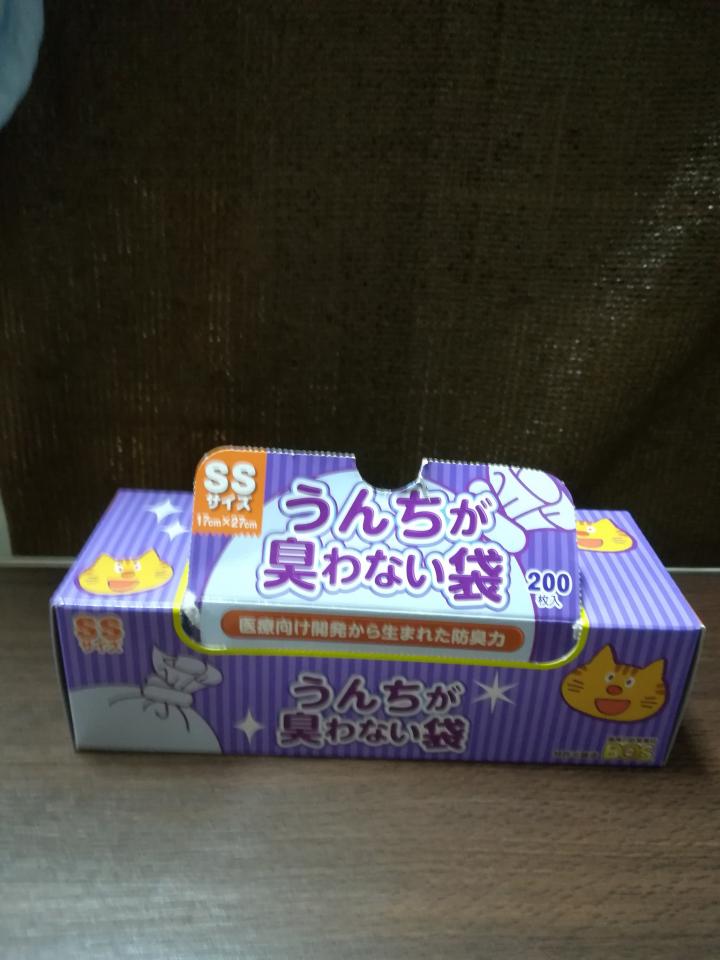 SS
サイズ
17cm×27cm
うんちが
臭わない袋
200
枚入
医療向け開発から生まれた防臭力
SS
サイズ
うんちが
臭わない袋
BOS